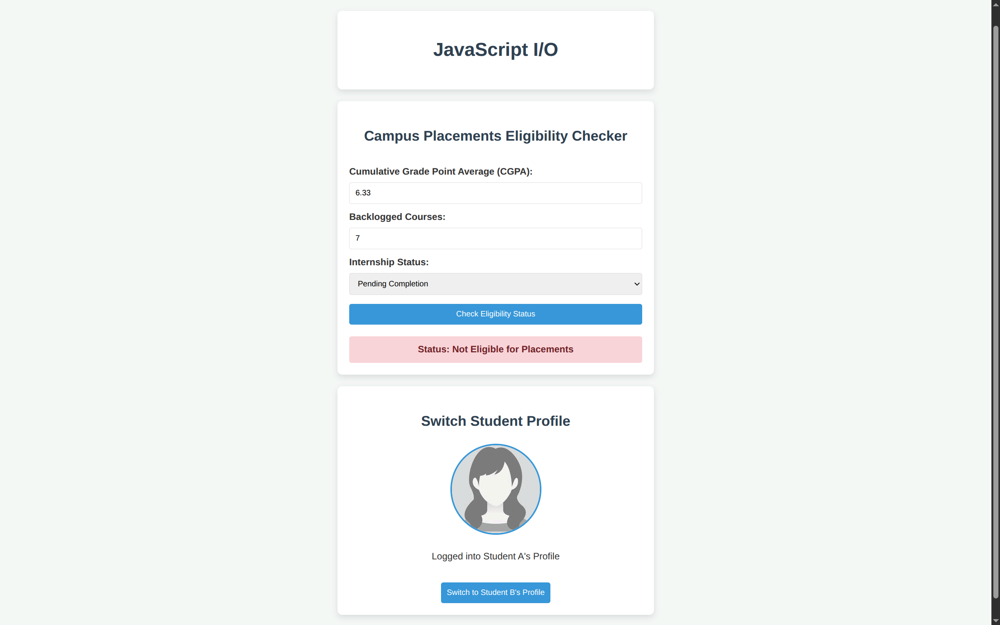 JavaScript I/O
Campus Placements Eligibility Checker
Cumulative Grade Point Average (CGPA):
6.33
Backlogged Courses:
7
Internship Status:
Pending Completion
Check Eligibility Status
Status: Not Eligible for Placements
Switch Student Profile
Logged into Student A's Profile
Switch to Student B's Profile